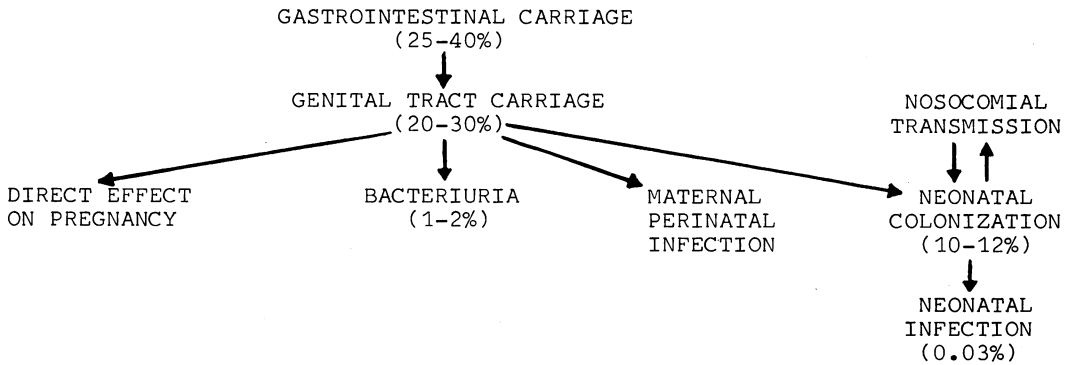 GASTROINTESTINAL CARRIAGE
(25-40%)
GENITAL TRACT CARRIAGE
(20-30%)
NOSOCOMIAL
TRANSMISSION
DIRECT EFFECT
ON PREGNANCY
BACTERIURIA
(1-2%)
MATERNAL
PERINATAL
INFECTION
NEONATAL
COLONIZATION
(10-12%)
NEONATAL
INFECTION
(0.03%)